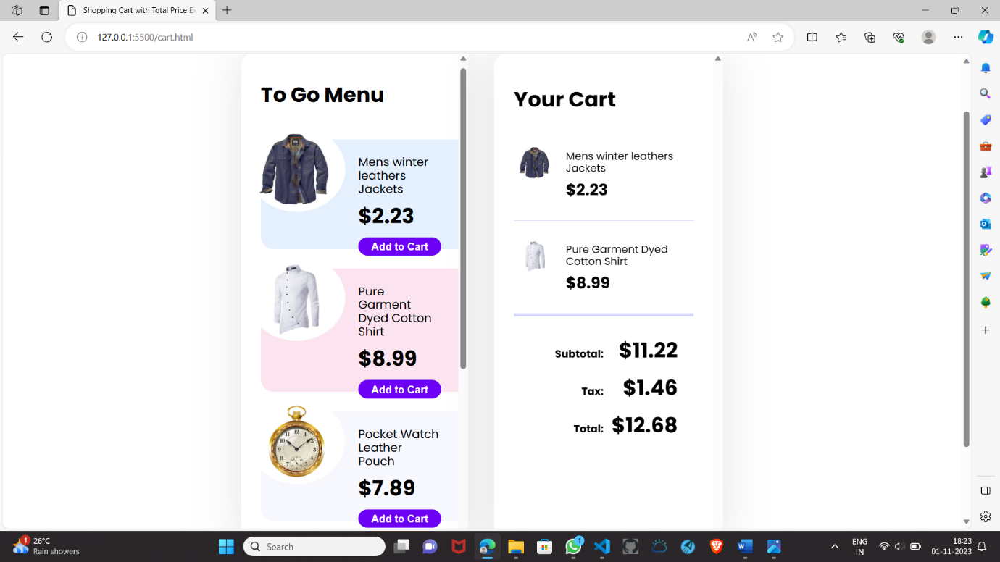 Shopping Cart with Total Price Ex
127.0.0.1:5500/cart.html
To Go Menu
Mens winter
leathers
Jackets
$2.23
Add to Cart
Pure
Garment
Dyed Cotton
Shirt
$8.99
Add to Cart
Pocket Watch
Leather
Pouch
$7.89
Add to Cart
Your Cart
Mens winter leathers
Jackets
$2.23
Pure Garment Dyed
Cotton Shirt
$8.99
Subtotal: $11.22
Tax: $1.46
Total: $12.68
1
26°C
Rain showers
Search
1
ENG
IN
18:23
01-11-2023